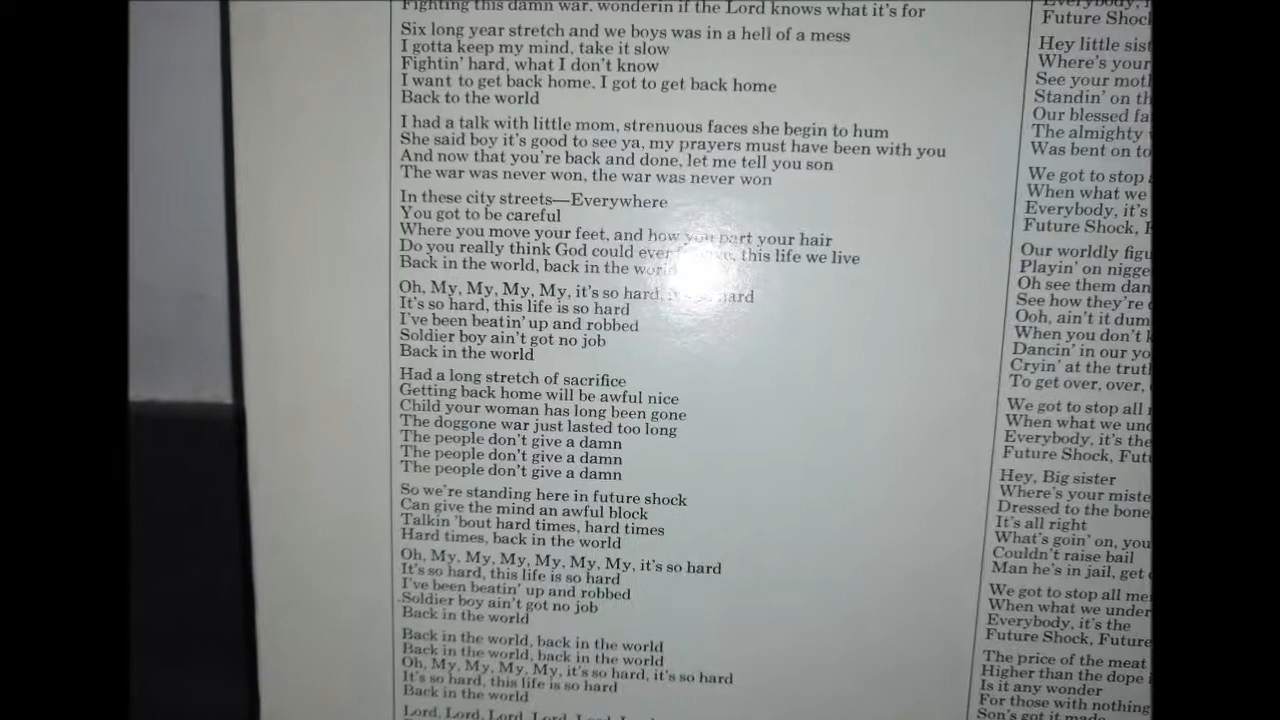 Fighting this damn war, wonderin if the Lord knows what it's for
Six long year stretch and we boys was in a hell of a mess
I gotta keep my mind, take it slow
Fightin' hard, what I don't know
I want to get back home, I got to get back home
Back to the world
I had a talk with little mom, strenuous faces she begin to hum
She said boy it's good to see ya, my prayers must have been with you
And now that you're back and done, let me tell you son
The war was never won, the war was never won
In these city streets—Everywhere
You got to be careful
Where you move your feet, and how you part your hair
Do you really think God could ever this life we live
Back in the world, back in the world
Oh, My, My, My, My, it's so hard, it's so hard
It's so hard, this life is so hard
I've been beatin' up and robbed
Soldier boy ain't got no job
Back in the world
Had a long stretch of sacrifice
Getting back home will be awful nice
Child your woman has long been gone
The doggone war just lasted too long
The people don't give a damn
The people don't give a damn
The people don't give a damn
So we're standing here in future shock
Can give the mind an awful block
Talkin 'bout hard times, hard times
Hard times, back in the world
Oh, My, My, My, My, My, My, it's so hard
It's so hard, this life is so hard
I've been beatin' up and robbed
Soldier boy ain't got no job
Back in the world
Back in the world, back in the world
Back in the world, back in the world
Oh, My, My, My, My, it's so hard, it's so hard
It's so hard, this life is so hard
Back in the world
Lord, Lord, Lord, Lord, Lord,
Everybody,
Future Shoc
Hey little sist
Where's your
See your mot
Standin' on th
Our blessed fa
The almighty
Was bent on to
We got to stop
When what we
Everybody, it's
Future Shock,
Our worldly figu
Playin' on nigge
Oh see them dan
See how they're
Ooh, ain't it dum
When you don't k
Dancin' in our yo
Cryin' at the trut
To get over, over,
We got to stop all
When what we und
Everybody, it's the
Future Shock, Fut
Hey, Big sister
Where's your miste
Dressed to the bone
It's all right
What's goin' on, you
Couldn't raise bail
Man he's in jail, get
We got to stop all me
When what we under
Everybody, it's the
Future Shock, Future
The price of the meat
Higher than the dope
Is it any wonder
For those with nothing
Son's got it made